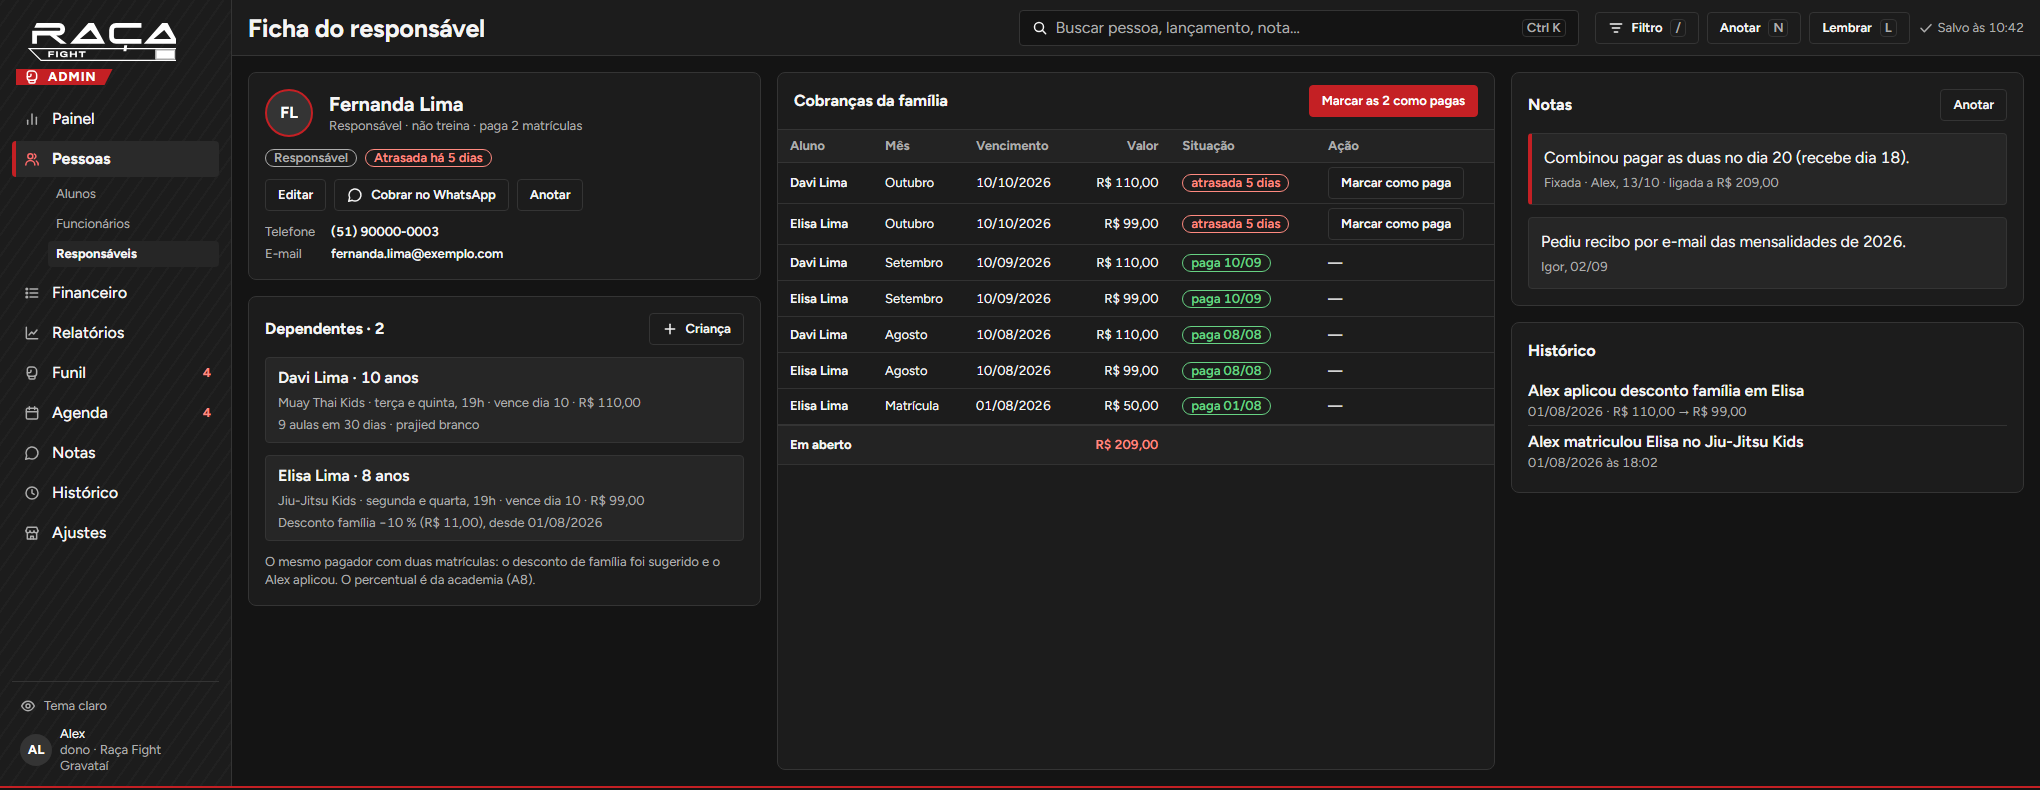 RAÇA
FIGHT
ADMIN
Painel
Pessoas
Alunos
Funcionários
Responsáveis
Financeiro
Relatórios
Funil 4
Agenda 4
Notas
Histórico
Ajustes
Tema claro
AL
Alex
dono · Raça Fight
Gravataí
Ficha do responsável
Buscar pessoa, lançamento, nota... Ctrl K
Filtro /
Anotar N
Lembrar L
Salvo às 10:42
FL
Fernanda Lima
Responsável · não treina · paga 2 matrículas
Responsável Atrasada há 5 dias
Editar Cobrar no WhatsApp Anotar
Telefone (51) 90000-0003
E-mail fernanda.lima@exemplo.com
Dependentes · 2 + Criança
Davi Lima · 10 anos
Muay Thai Kids · terça e quinta, 19h · vence dia 10 · R$ 110,00
9 aulas em 30 dias · prajied branco
Elisa Lima · 8 anos
Jiu-Jitsu Kids · segunda e quarta, 19h · vence dia 10 · R$ 99,00
Desconto família −10 % (R$ 11,00), desde 01/08/2026
O mesmo pagador com duas matrículas: o desconto de família foi sugerido e o
Alex aplicou. O percentual é da academia (A8).
Cobranças da família Marcar as 2 como pagas
Aluno Mês Vencimento Valor Situação Ação
Davi Lima Outubro 10/10/2026 R$ 110,00 atrasada 5 dias Marcar como paga
Elisa Lima Outubro 10/10/2026 R$ 99,00 atrasada 5 dias Marcar como paga
Davi Lima Setembro 10/09/2026 R$ 110,00 paga 10/09 —
Elisa Lima Setembro 10/09/2026 R$ 99,00 paga 10/09 —
Davi Lima Agosto 10/08/2026 R$ 110,00 paga 08/08 —
Elisa Lima Agosto 10/08/2026 R$ 99,00 paga 08/08 —
Elisa Lima Matrícula 01/08/2026 R$ 50,00 paga 01/08 —
Em aberto R$ 209,00
Notas Anotar
Combinou pagar as duas no dia 20 (recebe dia 18).
Fixada · Alex, 13/10 · ligada a R$ 209,00
Pediu recibo por e-mail das mensalidades de 2026.
Igor, 02/09
Histórico
Alex aplicou desconto família em Elisa
01/08/2026 · R$ 110,00 → R$ 99,00
Alex matriculou Elisa no Jiu-Jitsu Kids
01/08/2026 às 18:02